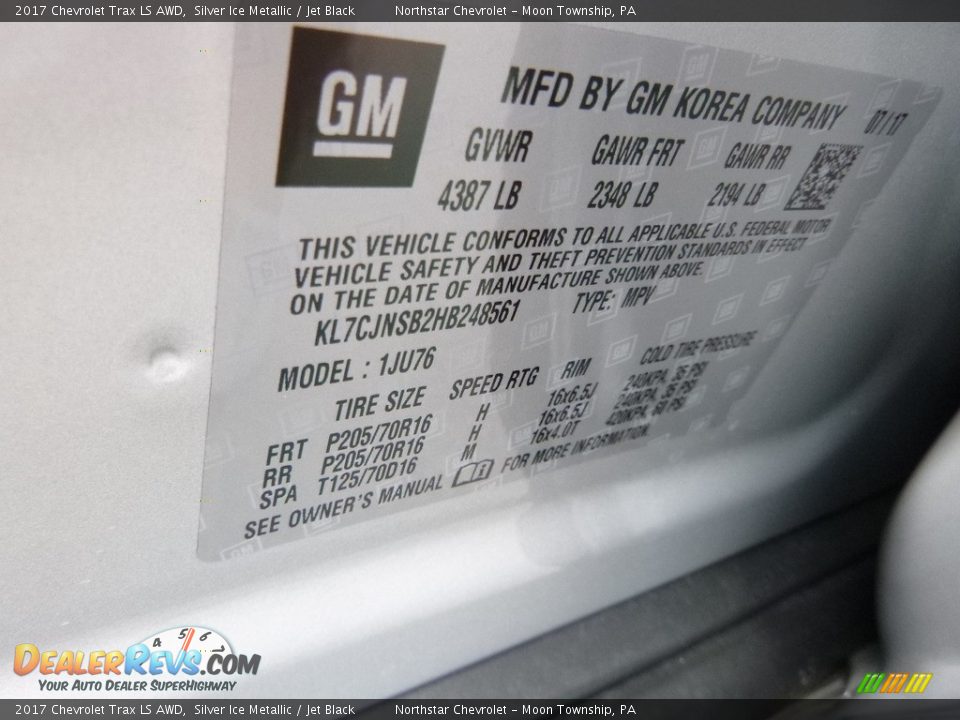 2017 Chevrolet Trax LS AWD, Silver Ice Metallic / Jet Black Northstar Chevrolet – Moon Township, PA
GM
MFD BY GM KOREA COMPANY 07/17
GVWR GAWR FRT GAWR RR
4387 LB 2348 LB 2194 LB
THIS VEHICLE CONFORMS TO ALL APPLICABLE U.S. FEDERAL MOTOR
VEHICLE SAFETY AND THEFT PREVENTION STANDARDS IN EFFECT
ON THE DATE OF MANUFACTURE SHOWN ABOVE.
KL7CJNSB2HB248561 TYPE: MPV
MODEL : 1JU76
TIRE SIZE SPEED RTG RIM COLD TIRE PRESSURE
FRT P205/70R16 H 16x6.5J 240KPA, 35 PSI
RR P205/70R16 H 16x6.5J 240KPA, 35 PSI
SPA T125/70D16 M 16x4.0T 420KPA, 60 PSI
SEE OWNER'S MANUAL i FOR MORE INFORMATION.
4 5 6
DealerRevs.com
Your Auto Dealer SuperHighway
2017 Chevrolet Trax LS AWD, Silver Ice Metallic / Jet Black Northstar Chevrolet – Moon Township, PA